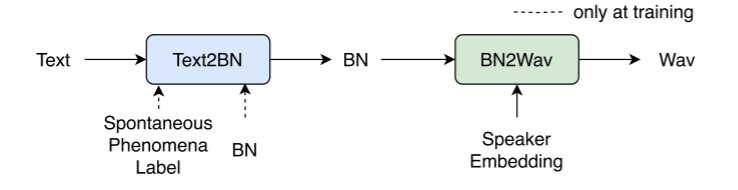 only at training
Text
Text2BN
BN
BN2Wav
Wav
Spontaneous
Phenomena
Label
BN
Speaker
Embedding